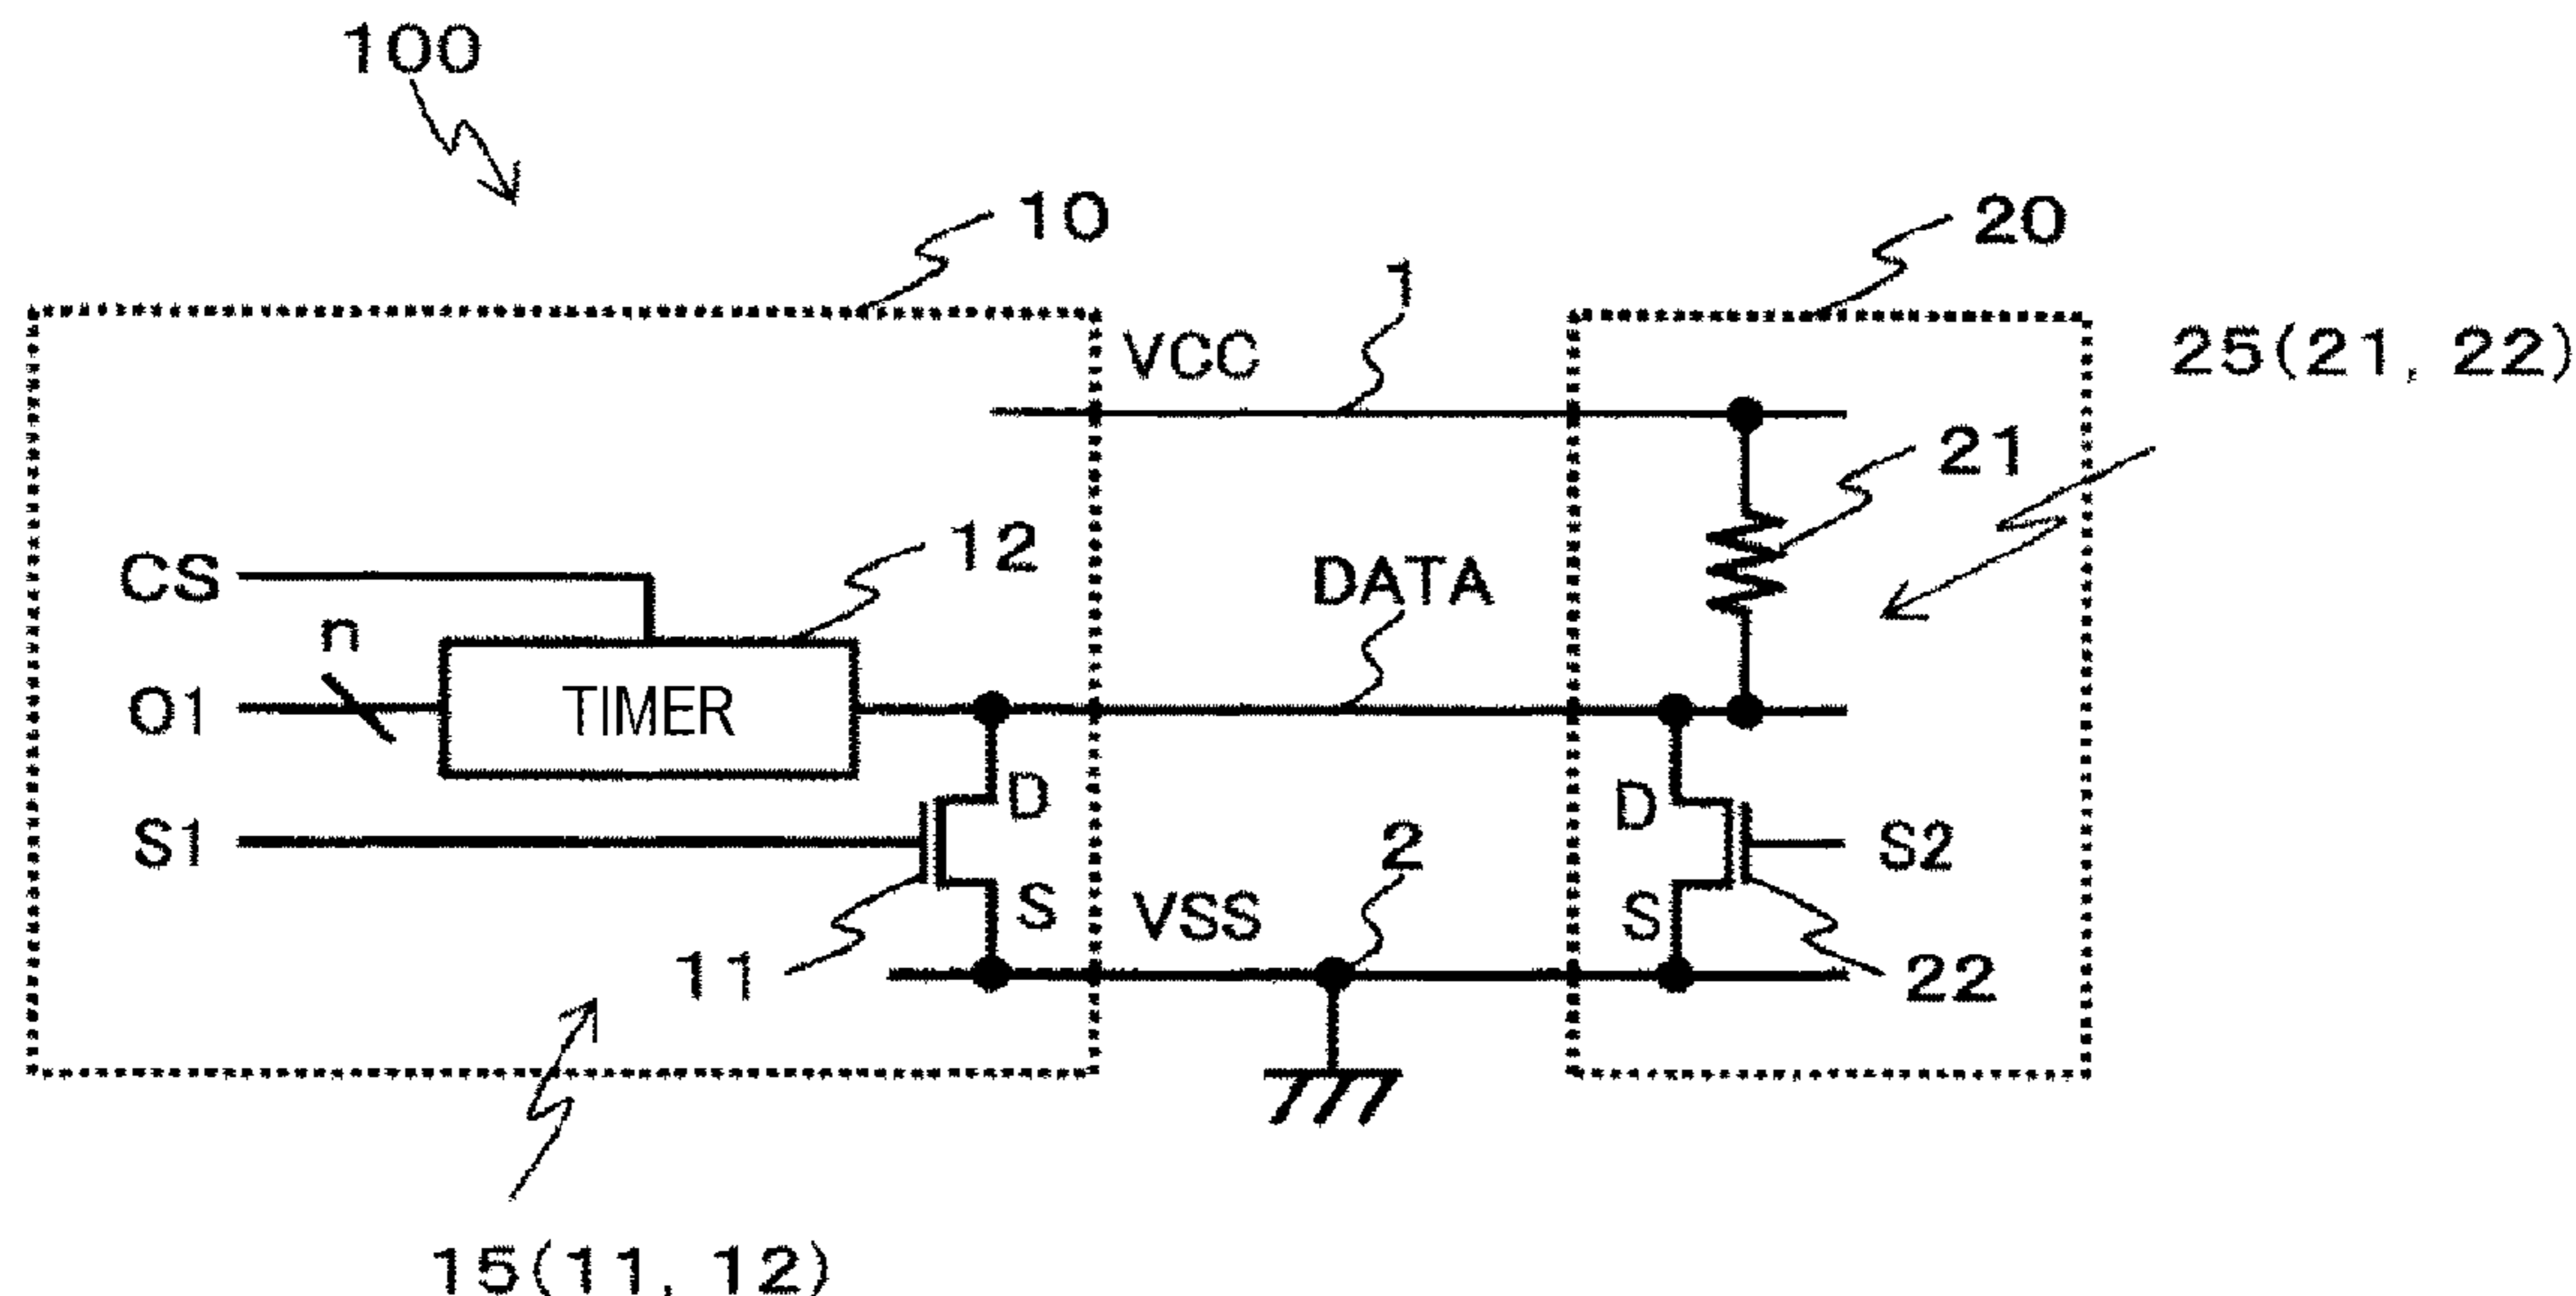 100
10
20
1
VCC
25(21, 22)
21
12
CS
DATA
n
O1
TIMER
D
D
S1
2
S2
S
VSS
S
11
22
15(11, 12)